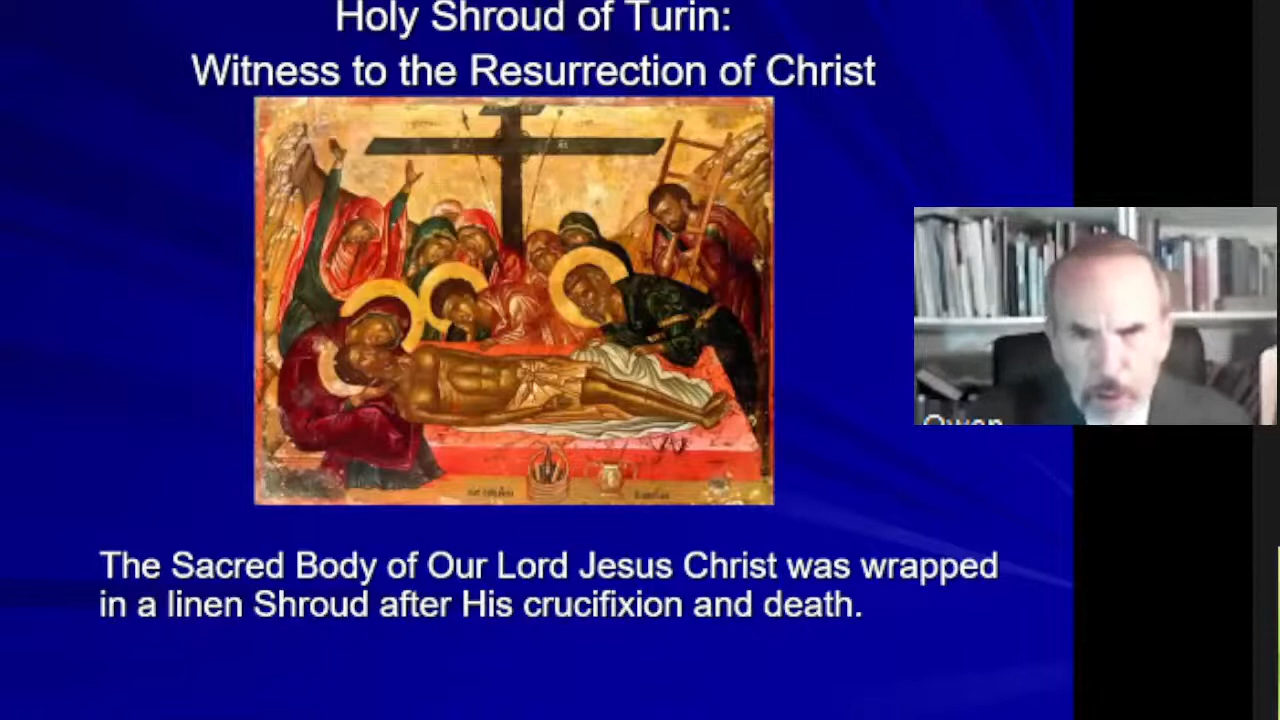 Holy Shroud of Turin:
Witness to the Resurrection of Christ
The Sacred Body of Our Lord Jesus Christ was wrapped
in a linen Shroud after His crucifixion and death.
Owen